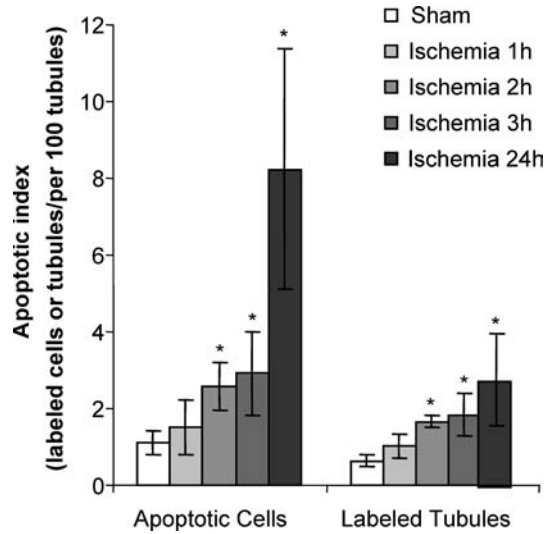 Sham
Ischemia 1h
Ischemia 2h
Ischemia 3h
Ischemia 24h
Apoptotic index
(labeled cells or tubules/per 100 tubules)
12
10
8
6
4
2
0
*
*
*
*
*
*
Apoptotic Cells
Labeled Tubules